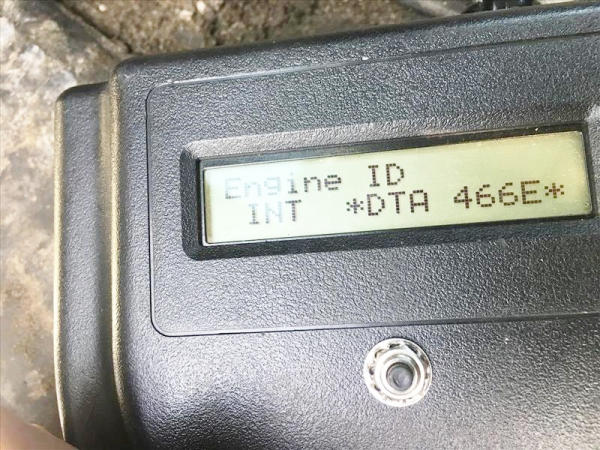 Engine ID
INT *DTA 466E*